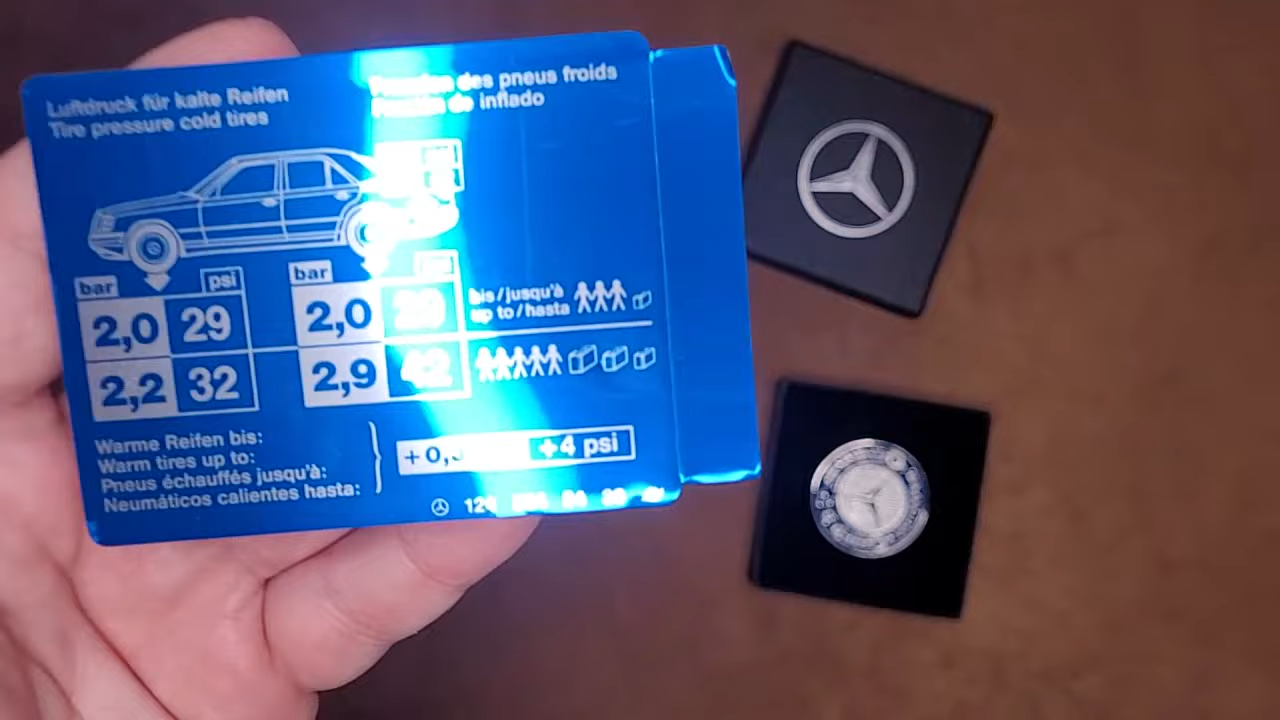 Luftdruck für kalte Reifen
Tire pressure cold tires
des pneus froids
de inflado
bar psi
bar
2,0 29 2,0
bis/jusqu'à
up to/hasta
2,2 32 2,9 42
Warme Reifen bis:
Warm tires up to:
Pneus échauffés jusqu'à:
Neumáticos calientes hasta:
+4 psi